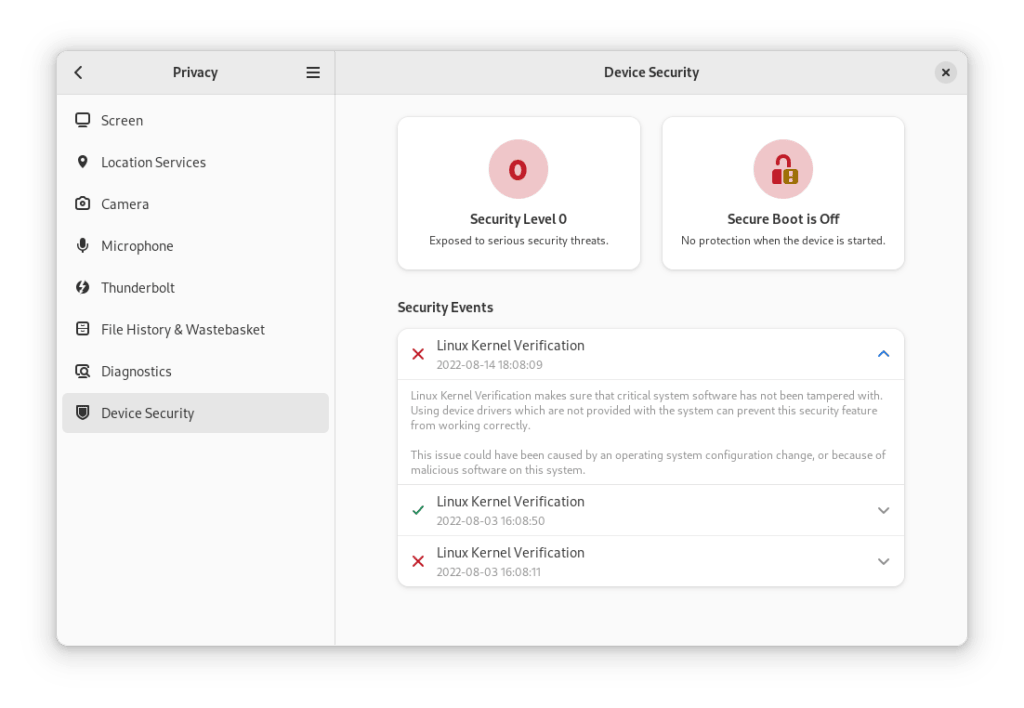 Privacy
Device Security
Screen
Location Services
Camera
Microphone
Thunderbolt
File History & Wastebasket
Diagnostics
Device Security
0
Security Level 0
Exposed to serious security threats.
Secure Boot is Off
No protection when the device is started.
Security Events
Linux Kernel Verification
2022-08-14 18:08:09
Linux Kernel Verification makes sure that critical system software has not been tampered with.
Using device drivers which are not provided with the system can prevent this security feature
from working correctly.
This issue could have been caused by an operating system configuration change, or because of
malicious software on this system.
Linux Kernel Verification
2022-08-03 16:08:50
Linux Kernel Verification
2022-08-03 16:08:11